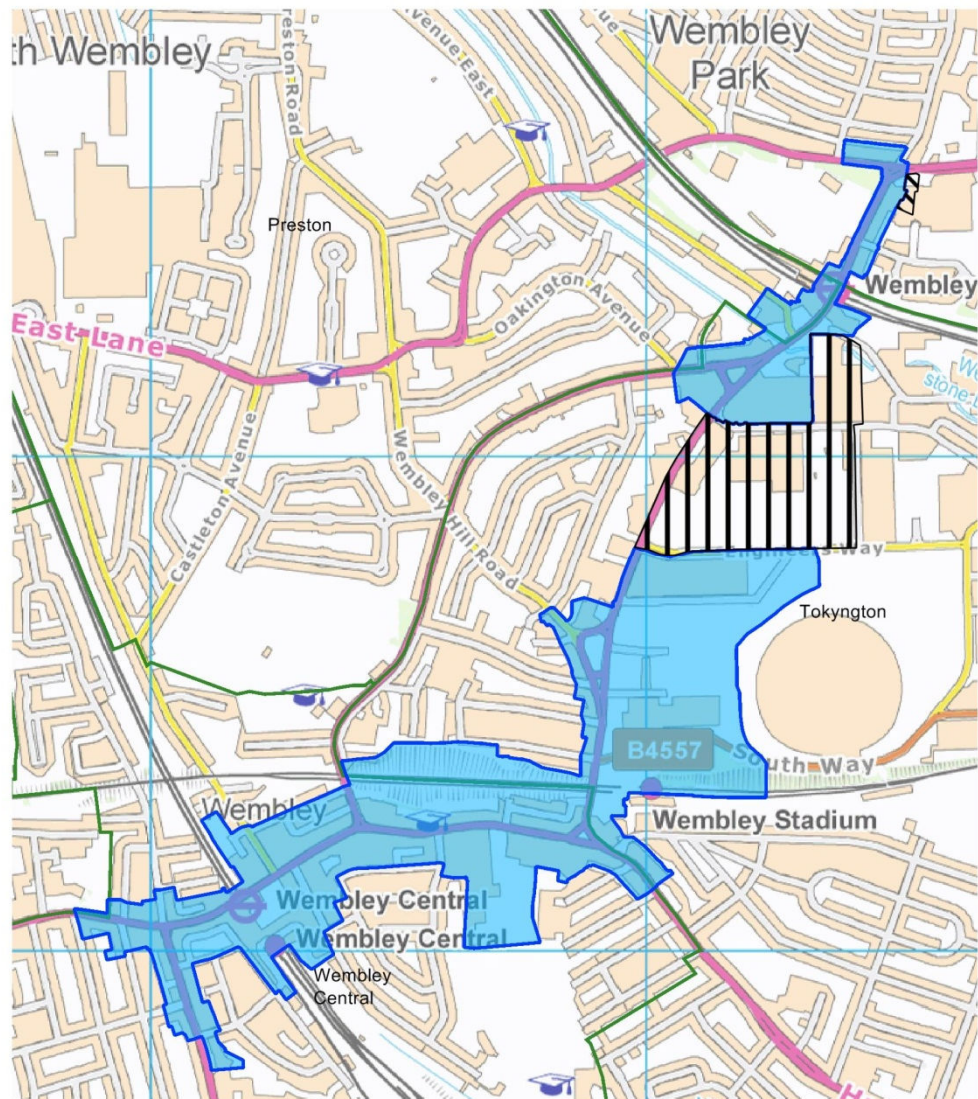 th Wembley
Preston Road
Avenue East
Wembley
Park
Preston
Wembley
Oakington Avenue
East Lane
Castleton Avenue
Wembley Hill Road
Engineers Way
Tokyngton
B4557
South Way
Wembley
Wembley Stadium
Wembley Central
Wembley Central
Wembley
Central